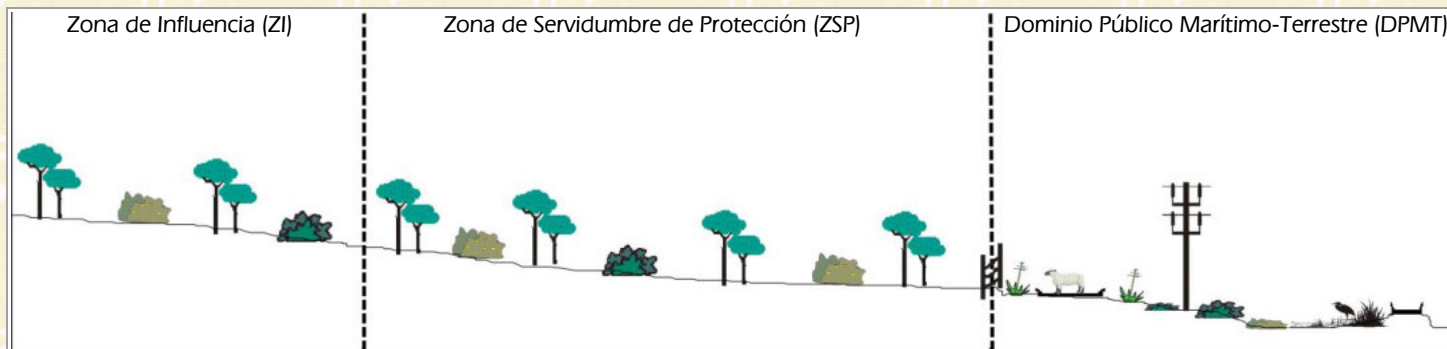 Zona de Influencia (ZI)
Zona de Servidumbre de Protección (ZSP)
Dominio Público Marítimo-Terrestre (DPMT)